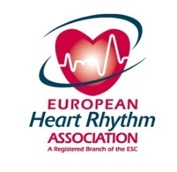 EUROPEAN
Heart Rhythm
ASSOCIATION
A Registered Branch of the ESC